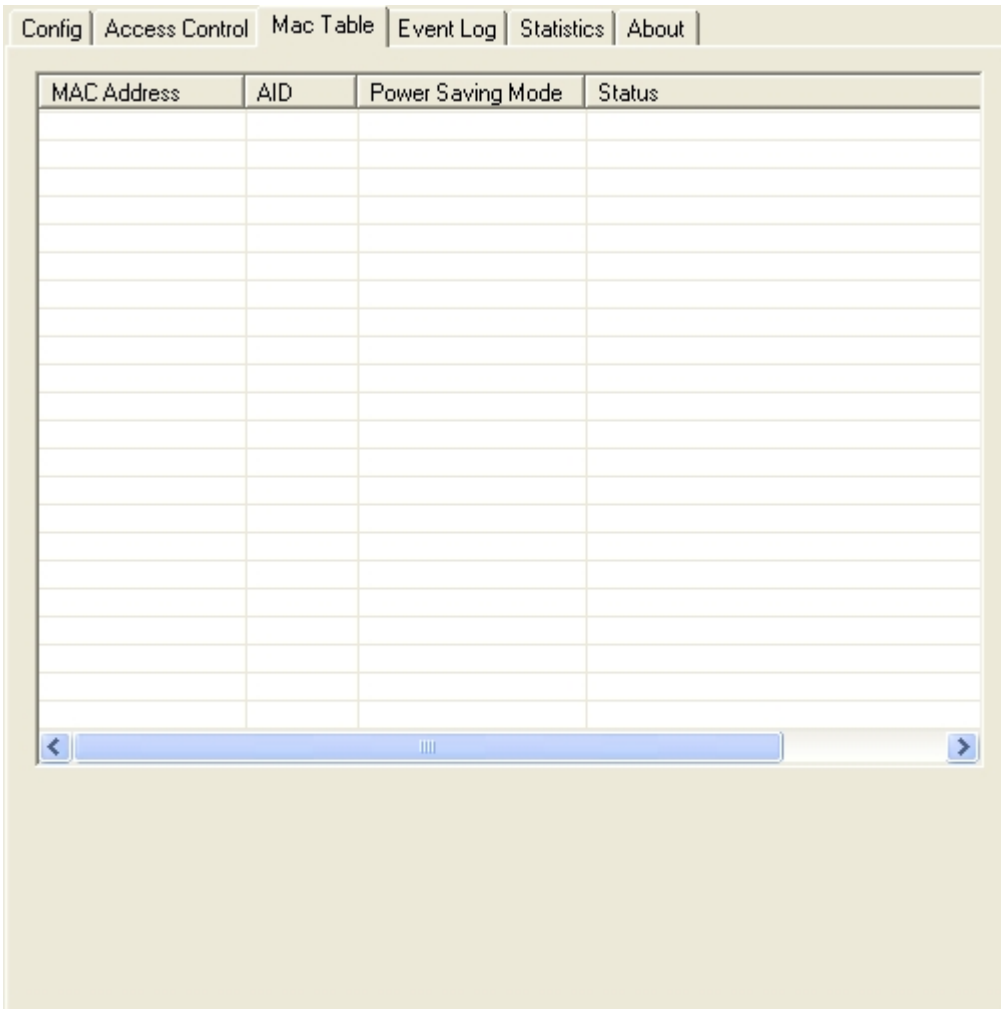 Config Access Control Mac Table Event Log Statistics About
MAC Address AID Power Saving Mode Status